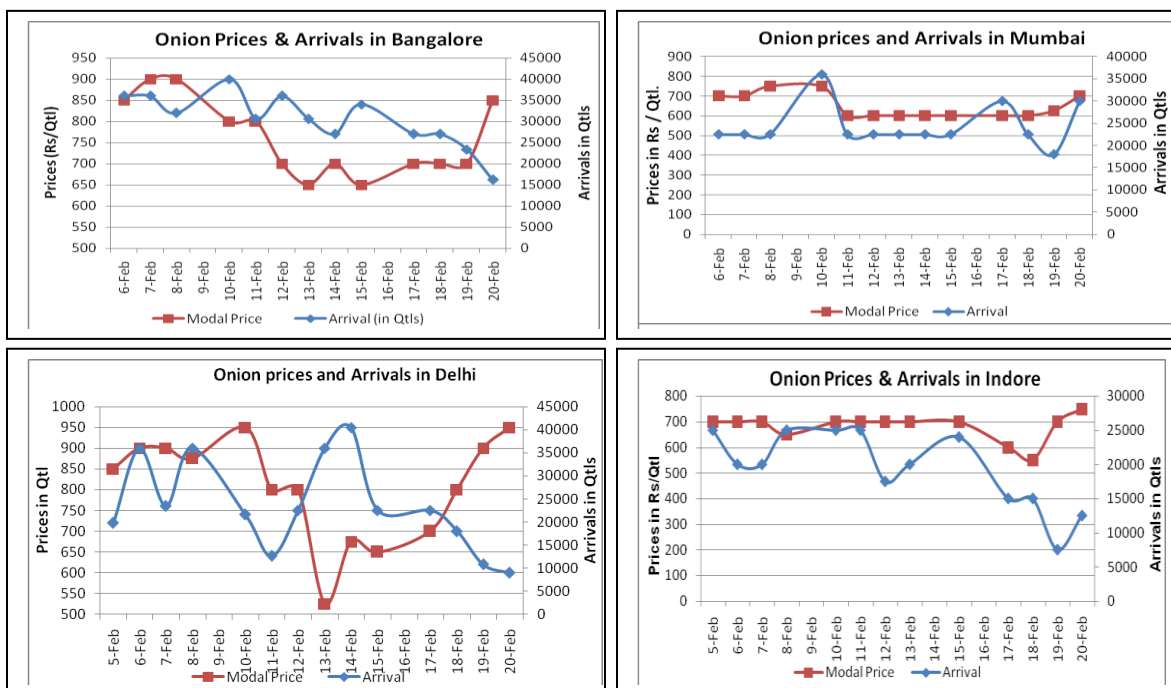 Onion Prices & Arrivals in Bangalore
Prices (Rs/Qtl)
950
900
850
800
750
700
650
600
550
500
45000
40000
35000
30000
25000
20000
15000
10000
5000
0
Arrivals in Qtls
6-Feb
7-Feb
8-Feb
9-Feb
10-Feb
11-Feb
12-Feb
13-Feb
14-Feb
15-Feb
16-Feb
17-Feb
18-Feb
19-Feb
20-Feb
Modal Price
Arrival (in Qtls)
Onion prices and Arrivals in Mumbai
Prices in Rs / Qtl.
900
800
700
600
500
400
300
200
100
0
40000
35000
30000
25000
20000
15000
10000
5000
0
Arrivals in Qtls
6-Feb
7-Feb
8-Feb
9-Feb
10-Feb
11-Feb
12-Feb
13-Feb
14-Feb
15-Feb
16-Feb
17-Feb
18-Feb
19-Feb
20-Feb
Modal Price
Arrival
Onion prices and Arrivals in Delhi
Prices in Qtl
1000
950
900
850
800
750
700
650
600
550
500
45000
40000
35000
30000
25000
20000
15000
10000
5000
0
Arrivals in Qtls
5-Feb
6-Feb
7-Feb
8-Feb
9-Feb
10-Feb
11-Feb
12-Feb
13-Feb
14-Feb
15-Feb
16-Feb
17-Feb
18-Feb
19-Feb
20-Feb
Modal Price
Arrival
Onion Prices & Arrivals in Indore
Prices in Rs/Qtl
800
700
600
500
400
300
200
100
0
30000
25000
20000
15000
10000
5000
0
Arrivals in Qtls
5-Feb
6-Feb
7-Feb
8-Feb
9-Feb
10-Feb
11-Feb
12-Feb
13-Feb
14-Feb
15-Feb
16-Feb
17-Feb
18-Feb
19-Feb
20-Feb
Modal Price
Arrival